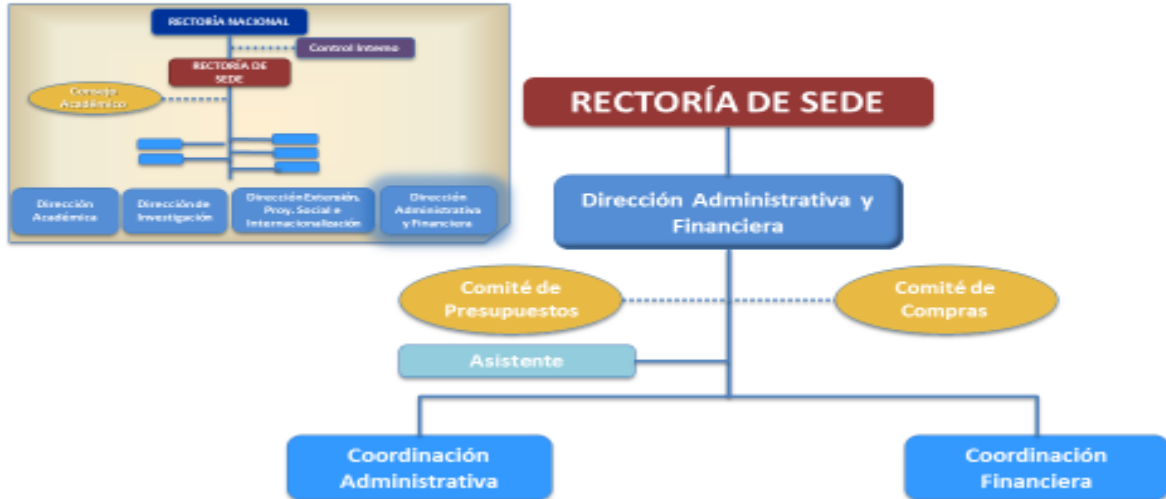 RECTORÍA NACIONAL
Control Interno
RECTORÍA DE
SEDE
Consejo
Académico
Dirección
Académica
Dirección de
Investigación
Dirección Extensión,
Proy. Social e
Internacionalización
Dirección
Administrativa
y Financiera
RECTORÍA DE SEDE
Dirección Administrativa y
Financiera
Comité de
Presupuestos
Comité de
Compras
Asistente
Coordinación
Administrativa
Coordinación
Financiera